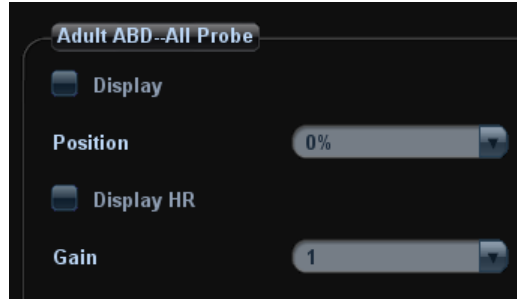 Adult ABD--All Probe
Display
Position 0%
Display HR
Gain 1